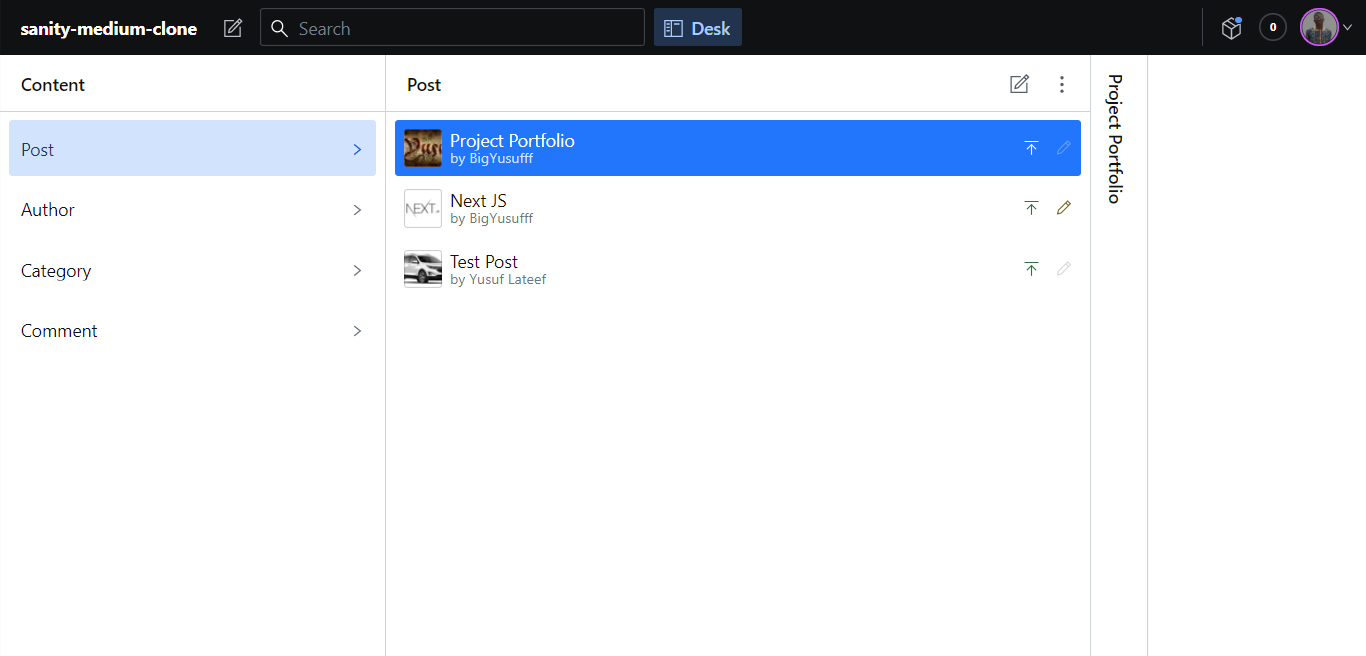 sanity-medium-clone
Search
Desk
0
Content
Post
Author
Category
Comment
Post
Project Portfolio
by BigYusufff
NEXT.
Next JS
by BigYusufff
Test Post
by Yusuf Lateef
Project Portfolio